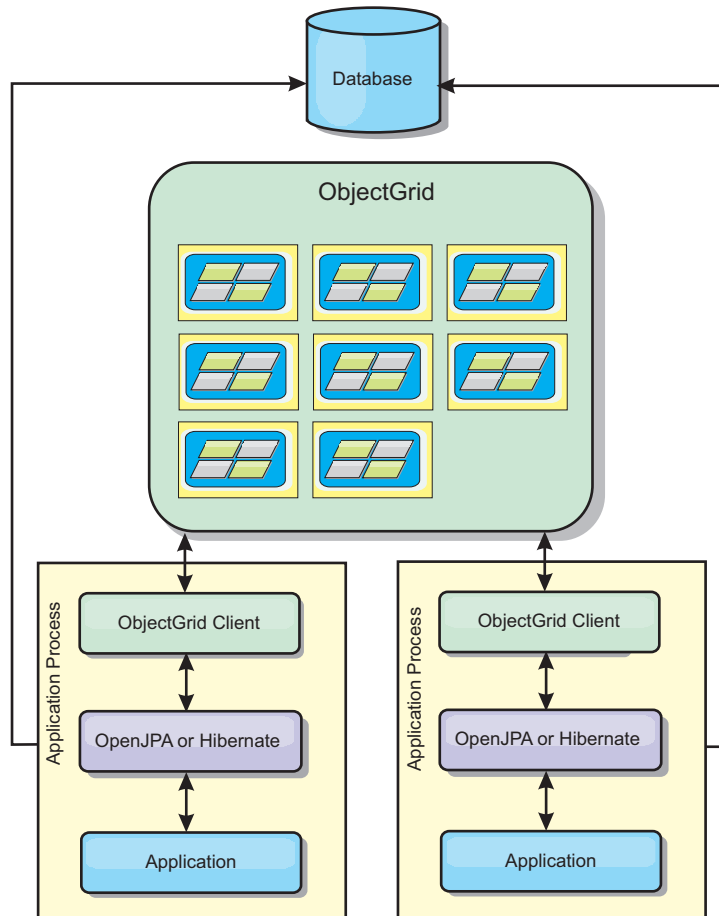 Database
ObjectGrid
Application Process
ObjectGrid Client
OpenJPA or Hibernate
Application
Application Process
ObjectGrid Client
OpenJPA or Hibernate
Application